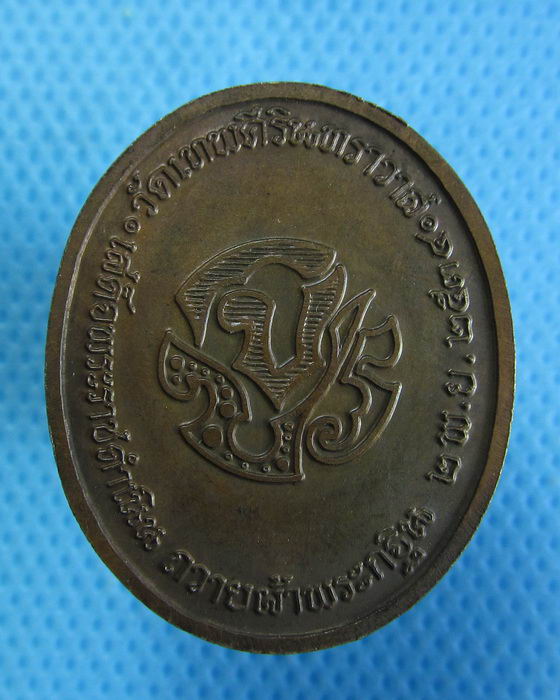 วัดเทพศิรินทราวาส
เสด็จพระราชดำเนิน ถวายผ้าพระกฐิน ๒ พ.ย. ๒๕๓๔